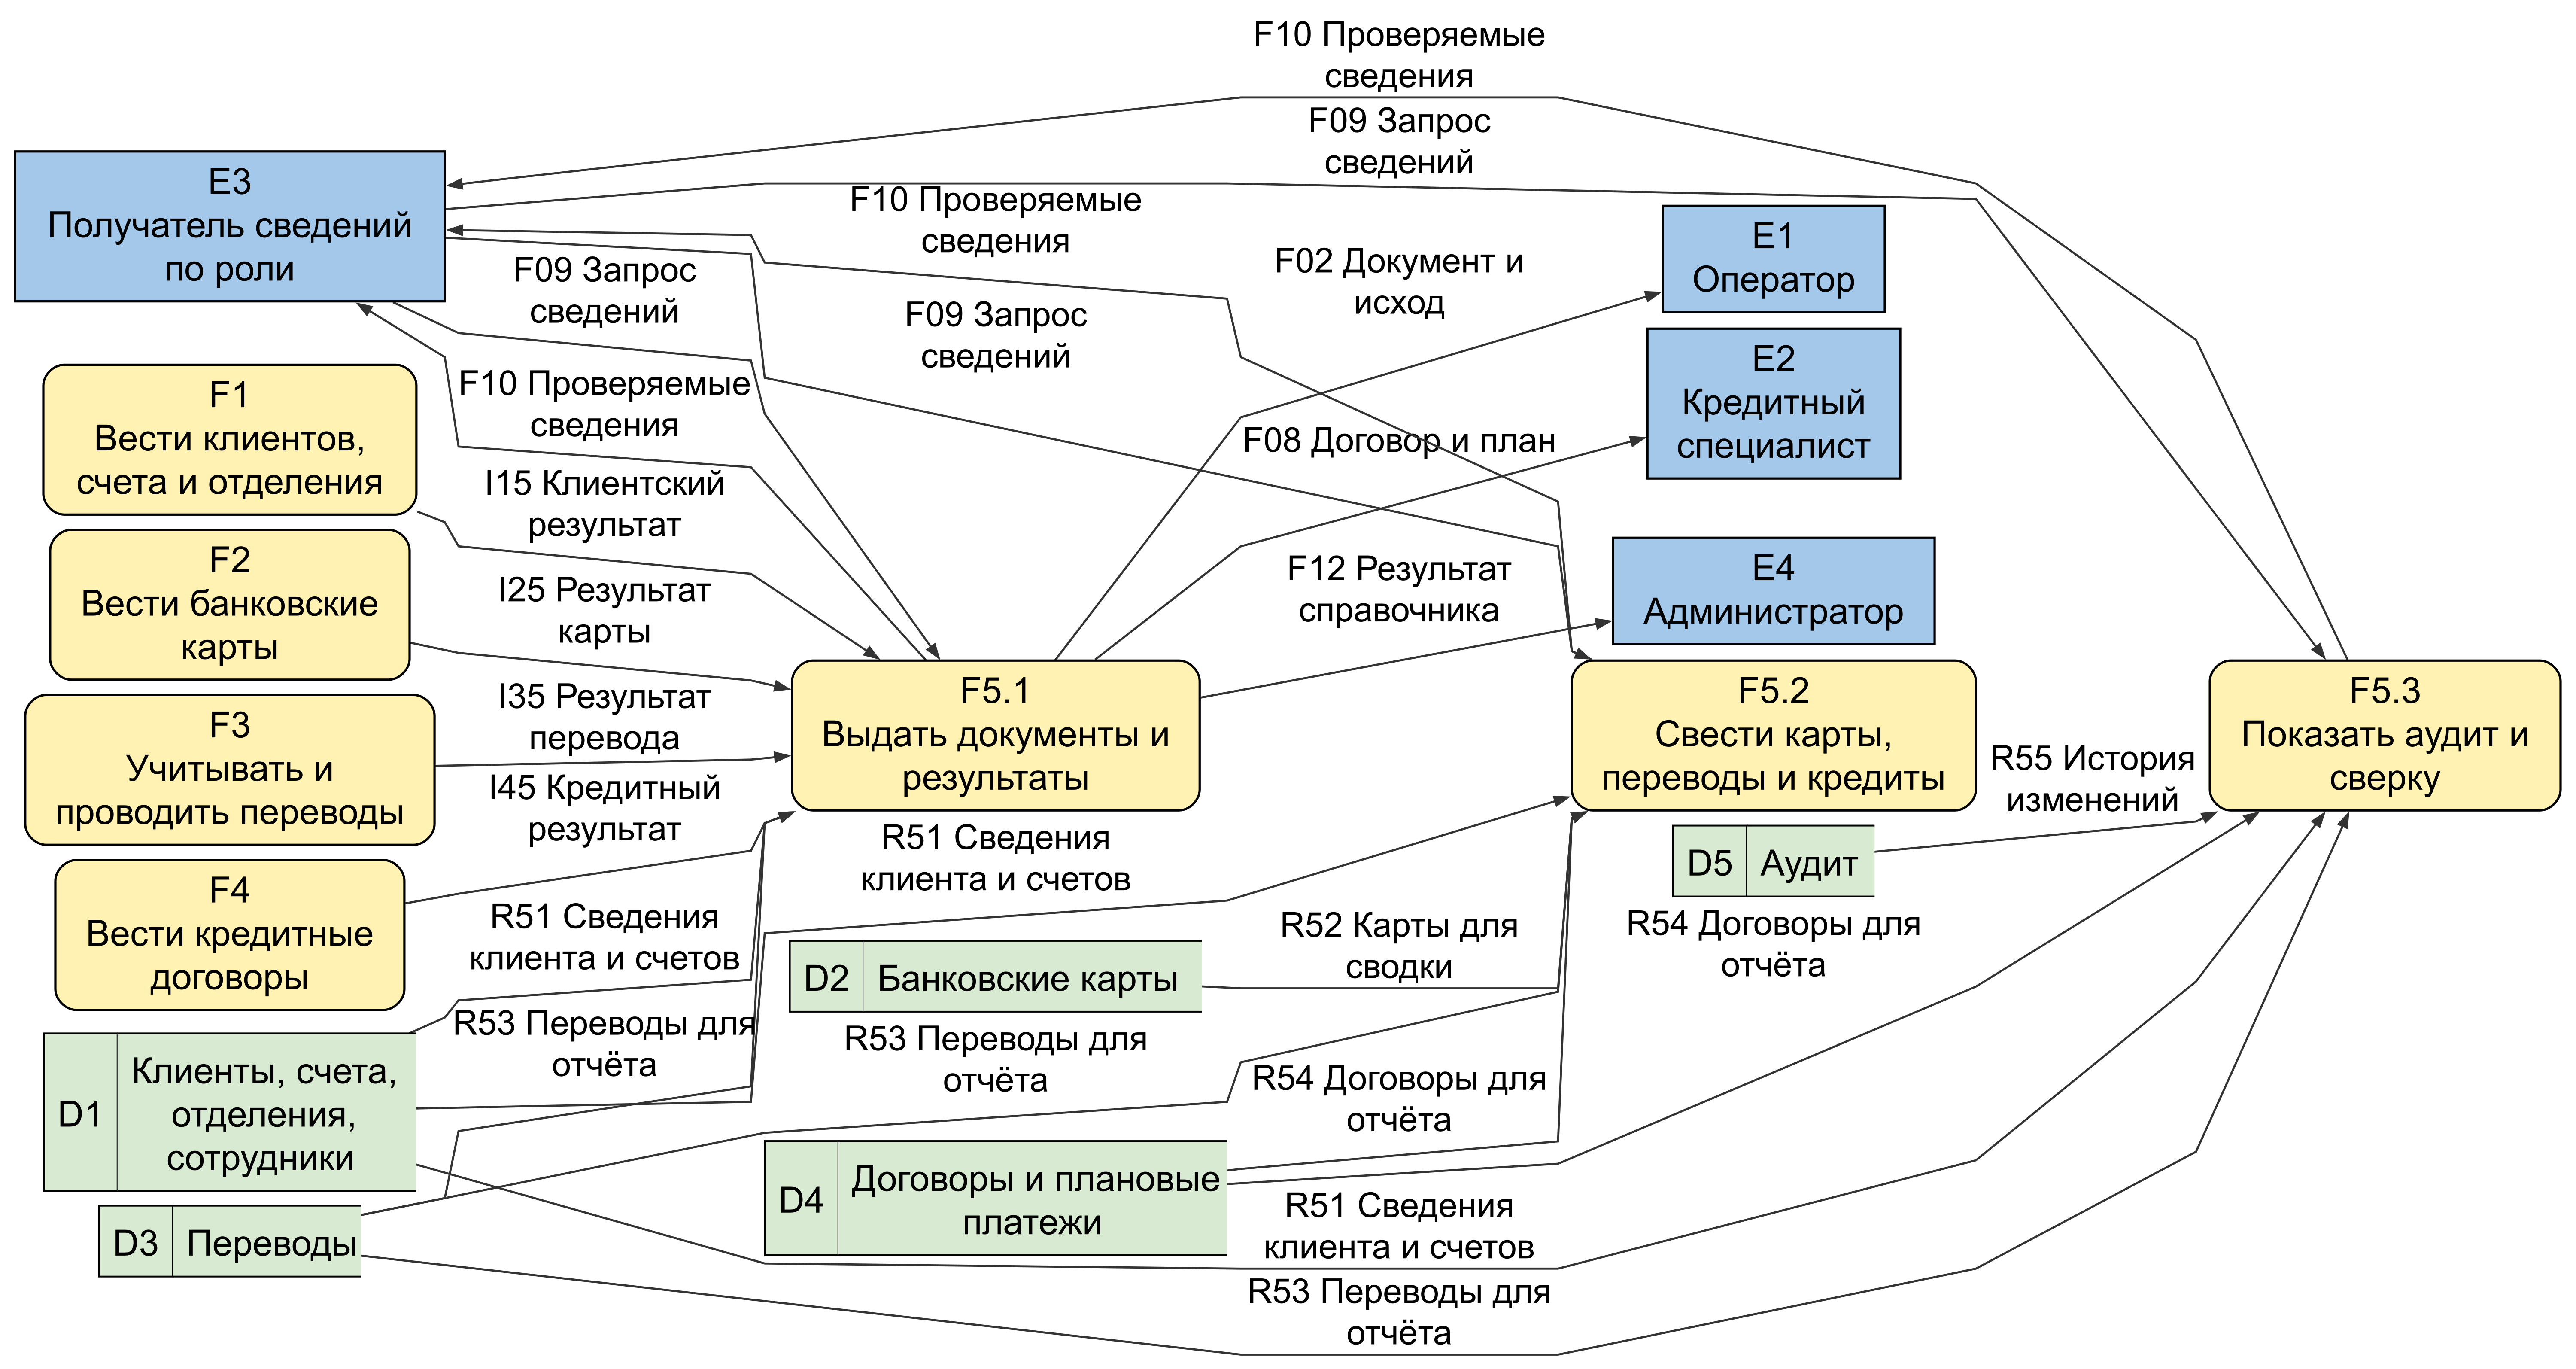 F10 Проверяемые
сведения
F09 Запрос
сведений
E3
Получатель сведений
по роли
F10 Проверяемые
сведения
E1
Оператор
F02 Документ и
исход
F09 Запрос
сведений
F09 Запрос
сведений
E2
Кредитный
специалист
F1
Вести клиентов,
счета и отделения
F10 Проверяемые
сведения
F08 Договор и план
I15 Клиентский
результат
F2
Вести банковские
карты
I25 Результат
карты
F12 Результат
справочника
E4
Администратор
F3
Учитывать и
проводить переводы
I35 Результат
перевода
F5.1
Выдать документы и
результаты
F5.2
Свести карты,
переводы и кредиты
F5.3
Показать аудит и
сверку
R55 История
изменений
I45 Кредитный
результат
F4
Вести кредитные
договоры
R51 Сведения
клиента и счетов
D5 Аудит
R51 Сведения
клиента и счетов
D2 Банковские карты
R52 Карты для
сводки
R54 Договоры для
отчёта
R53 Переводы для
отчёта
R53 Переводы для
отчёта
D1
Клиенты, счета,
отделения,
сотрудники
R54 Договоры для
отчёта
D4
Договоры и плановые
платежи
D3 Переводы
R51 Сведения
клиента и счетов
R53 Переводы для
отчёта